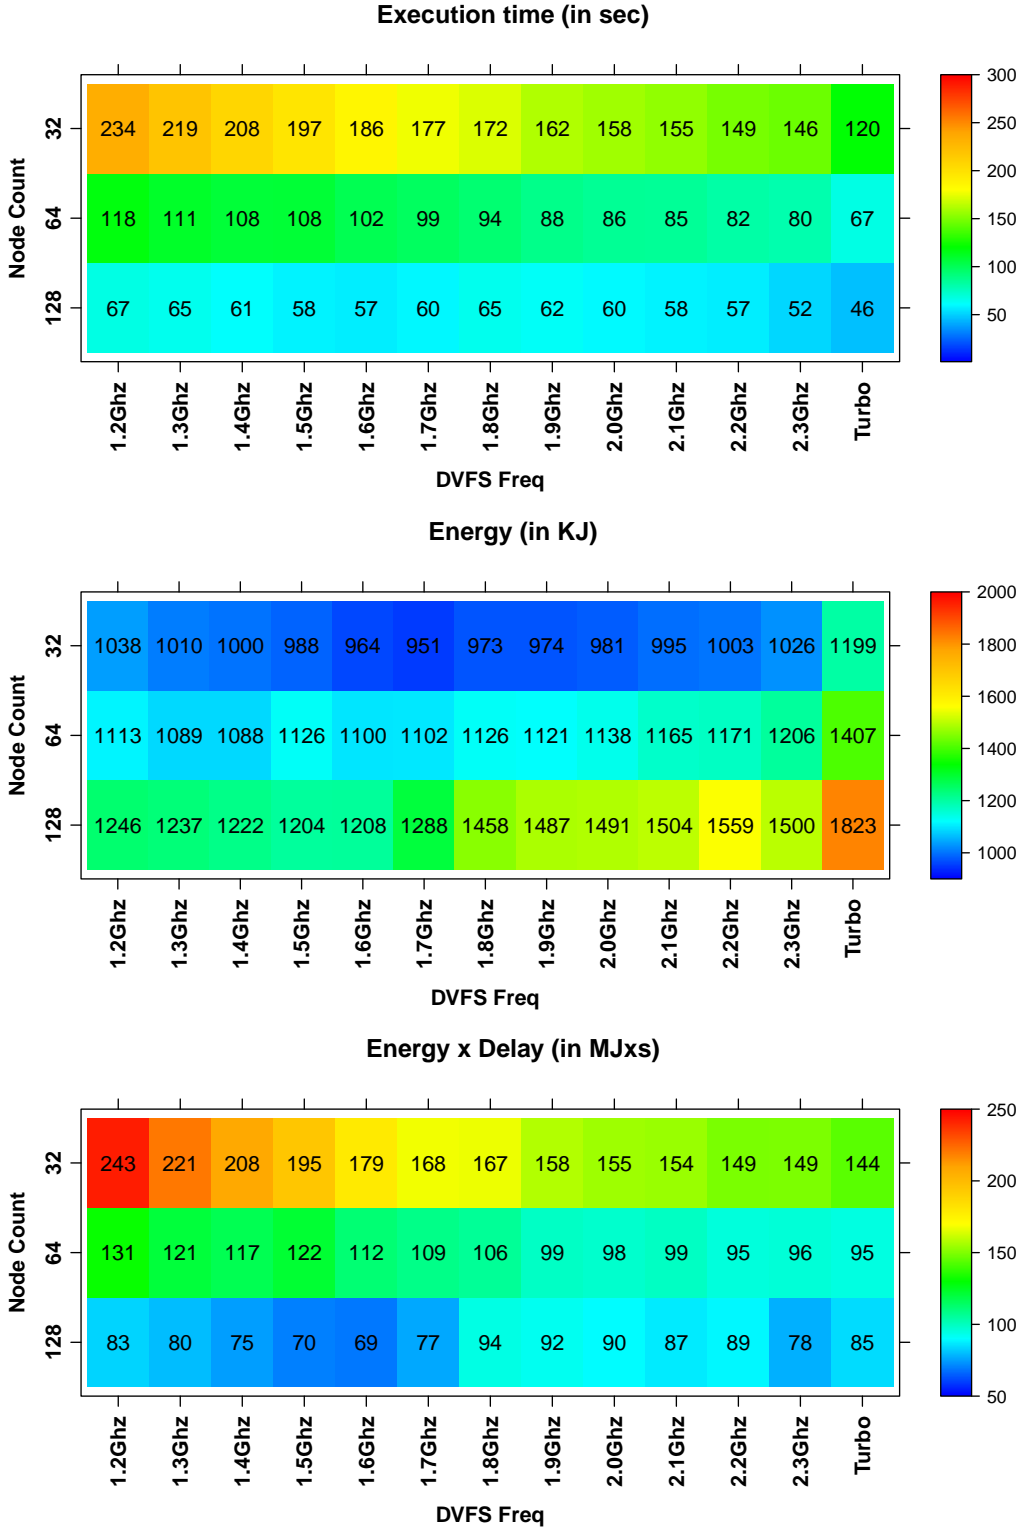 Execution time (in sec)
300
32 234 219 208 197 186 177 172 162 158 155 149 146 120
250
200
Node Count
64 118 111 108 108 102 99 94 88 86 85 82 80 67
150
100
128 67 65 61 58 57 60 65 62 60 58 57 52 46
50
1.2Ghz 1.3Ghz 1.4Ghz 1.5Ghz 1.6Ghz 1.7Ghz 1.8Ghz 1.9Ghz 2.0Ghz 2.1Ghz 2.2Ghz 2.3Ghz Turbo
DVFS Freq
Energy (in KJ)
2000
32 1038 1010 1000 988 964 951 973 974 981 995 1003 1026 1199
1800
1600
Node Count
64 1113 1089 1088 1126 1100 1102 1126 1121 1138 1165 1171 1206 1407
1400
1200
128 1246 1237 1222 1204 1208 1288 1458 1487 1491 1504 1559 1500 1823
1000
1.2Ghz 1.3Ghz 1.4Ghz 1.5Ghz 1.6Ghz 1.7Ghz 1.8Ghz 1.9Ghz 2.0Ghz 2.1Ghz 2.2Ghz 2.3Ghz Turbo
DVFS Freq
Energy x Delay (in MJxs)
250
32 243 221 208 195 179 168 167 158 155 154 149 149 144
200
Node Count
64 131 121 117 122 112 109 106 99 98 99 95 96 95
150
100
128 83 80 75 70 69 77 94 92 90 87 89 78 85
50
1.2Ghz 1.3Ghz 1.4Ghz 1.5Ghz 1.6Ghz 1.7Ghz 1.8Ghz 1.9Ghz 2.0Ghz 2.1Ghz 2.2Ghz 2.3Ghz Turbo
DVFS Freq